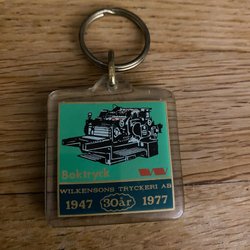 Boktryck
WILKENSONS TRYCKERI AB
1947 30år 1977